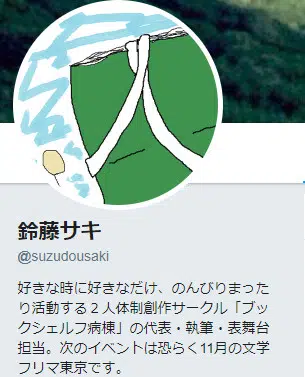 鈴藤サキ
@suzudousaki
好きな時に好きなだけ、のんびりまった
り活動する２人体制創作サークル「ブッ
クシェルフ病棟」の代表・執筆・表舞台
担当。次のイベントは恐らく11月の文学
フリマ東京です。